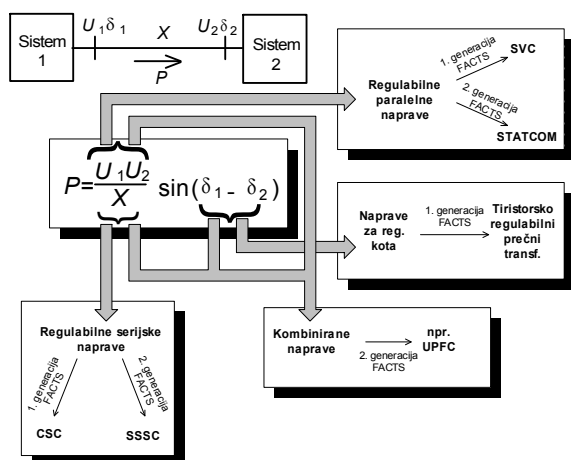 Sistem
1
U1δ1
X
P
U2δ2
Sistem
2
Regulabilne
paralelne
naprave
1. generacija
FACTS
SVC
2. generacija
FACTS
STATCOM
P=U1U2/X sin(δ1- δ2)
Naprave
za reg.
kota
1. generacija
FACTS
Tiristorsko
regulabilni
prečni
transf.
Regulabilne serijske
naprave
1. generacija
FACTS
CSC
2. generacija
FACTS
SSSC
Kombinirane
naprave
2. generacija
FACTS
npr.
UPFC